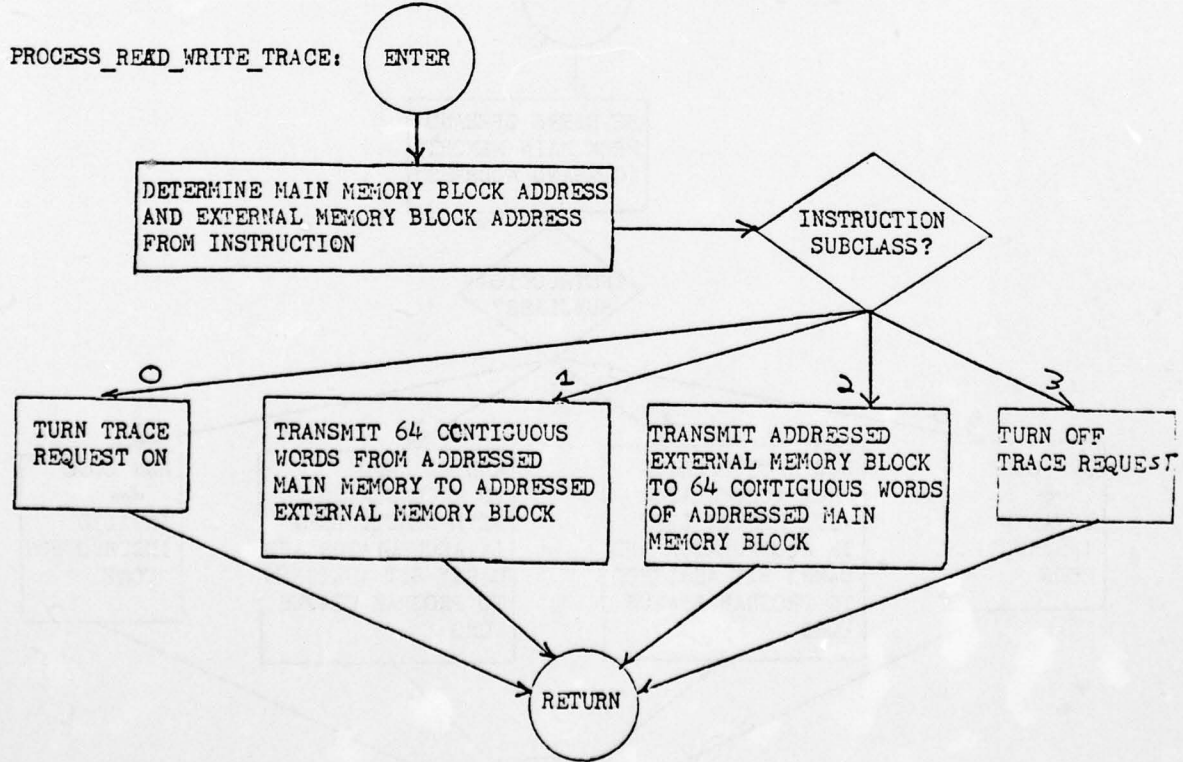 PROCESS_READ_WRITE_TRACE:
ENTER
DETERMINE MAIN MEMORY BLOCK ADDRESS
AND EXTERNAL MEMORY BLOCK ADDRESS
FROM INSTRUCTION
INSTRUCTION
SUBCLASS?
0
1
2
3
TURN TRACE
REQUEST ON
TRANSMIT 64 CONTIGUOUS
WORDS FROM ADDRESSED
MAIN MEMORY TO ADDRESSED
EXTERNAL MEMORY BLOCK
TRANSMIT ADDRESSED
EXTERNAL MEMORY BLOCK
TO 64 CONTIGUOUS WORDS
OF ADDRESSED MAIN
MEMORY BLOCK
TURN OFF
TRACE REQUEST
RETURN